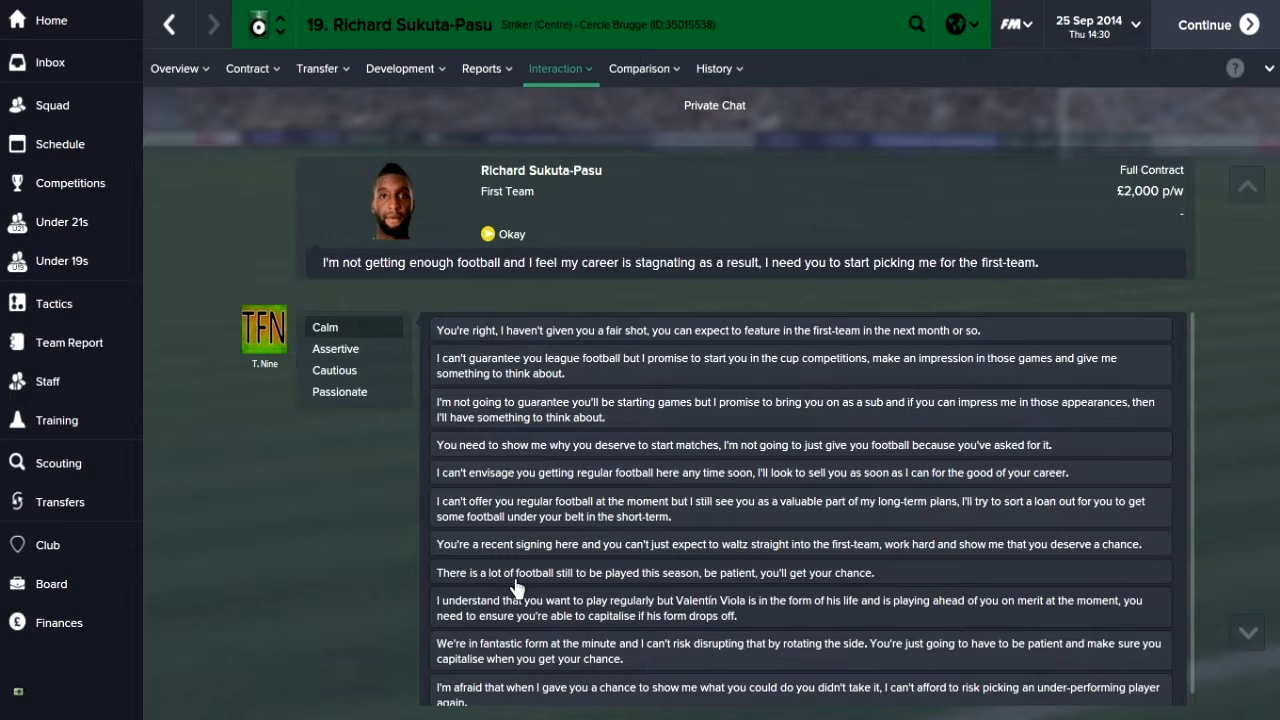 Home
19. Richard Sukuta-Pasu
Striker (Centre) - Cercle Brugge (ID:35015538)
FM
25 Sep 2014
Thu 14:30
Continue
Inbox
Overview
Contract
Transfer
Development
Reports
Interaction
Comparison
History
?
Squad
Schedule
Competitions
Under 21s
Under 19s
Tactics
Team Report
Staff
Training
Scouting
Transfers
Club
Board
Finances
Private Chat
Richard Sukuta-Pasu
First Team
Okay
Full Contract
£2,000 p/w
-
I'm not getting enough football and I feel my career is stagnating as a result, I need you to start picking me for the first-team.
TFN
T. Nine
Calm
Assertive
Cautious
Passionate
You're right, I haven't given you a fair shot, you can expect to feature in the first-team in the next month or so.
I can't guarantee you league football but I promise to start you in the cup competitions, make an impression in those games and give me
something to think about.
I'm not going to guarantee you'll be starting games but I promise to bring you on as a sub and if you can impress me in those appearances, then
I'll have something to think about.
You need to show me why you deserve to start matches, I'm not going to just give you football because you've asked for it.
I can't envisage you getting regular football here any time soon, I'll look to sell you as soon as I can for the good of your career.
I can't offer you regular football at the moment but I still see you as a valuable part of my long-term plans, I'll try to sort a loan out for you to get
some football under your belt in the short-term.
You're a recent signing here and you can't just expect to waltz straight into the first-team, work hard and show me that you deserve a chance.
There is a lot of football still to be played this season, be patient, you'll get your chance.
I understand that you want to play regularly but Valentín Viola is in the form of his life and is playing ahead of you on merit at the moment, you
need to ensure you're able to capitalise if his form drops off.
We're in fantastic form at the minute and I can't risk disrupting that by rotating the side. You're just going to have to be patient and make sure you
capitalise when you get your chance.
I'm afraid that when I gave you a chance to show me what you could do you didn't take it, I can't afford to risk picking an under-performing player
again.